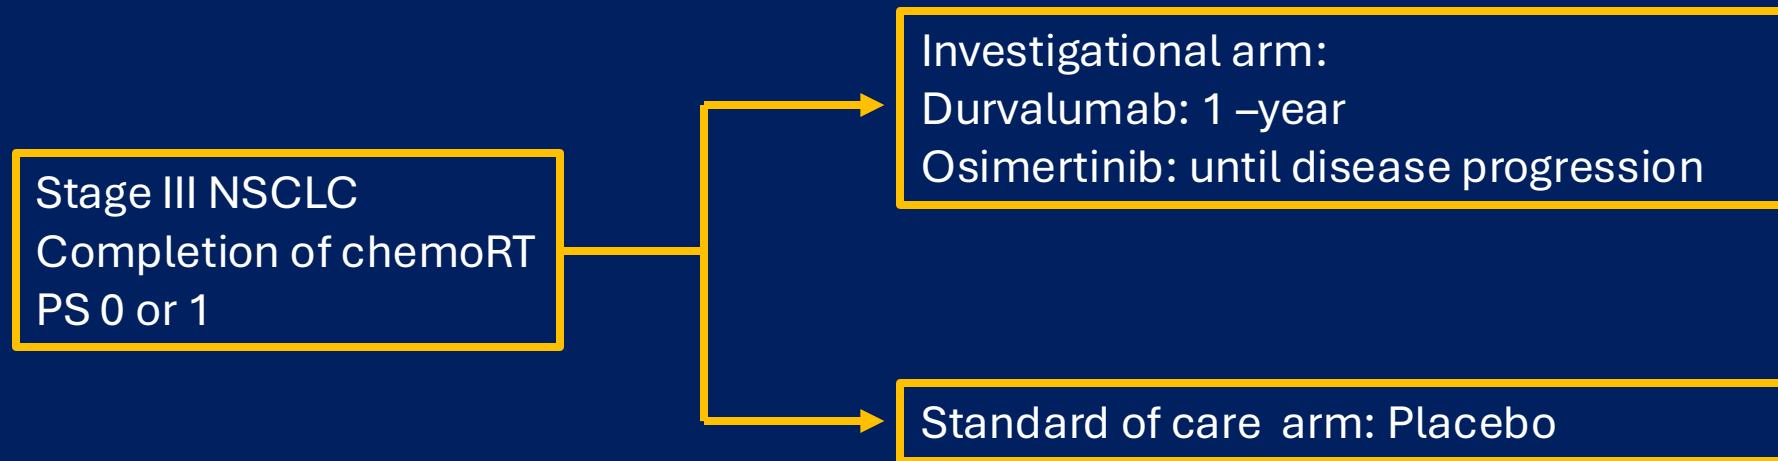 Stage III NSCLC
Completion of chemoRT
PS 0 or 1
Investigational arm:
Durvalumab: 1 –year
Osimertinib: until disease progression
Standard of care  arm: Placebo